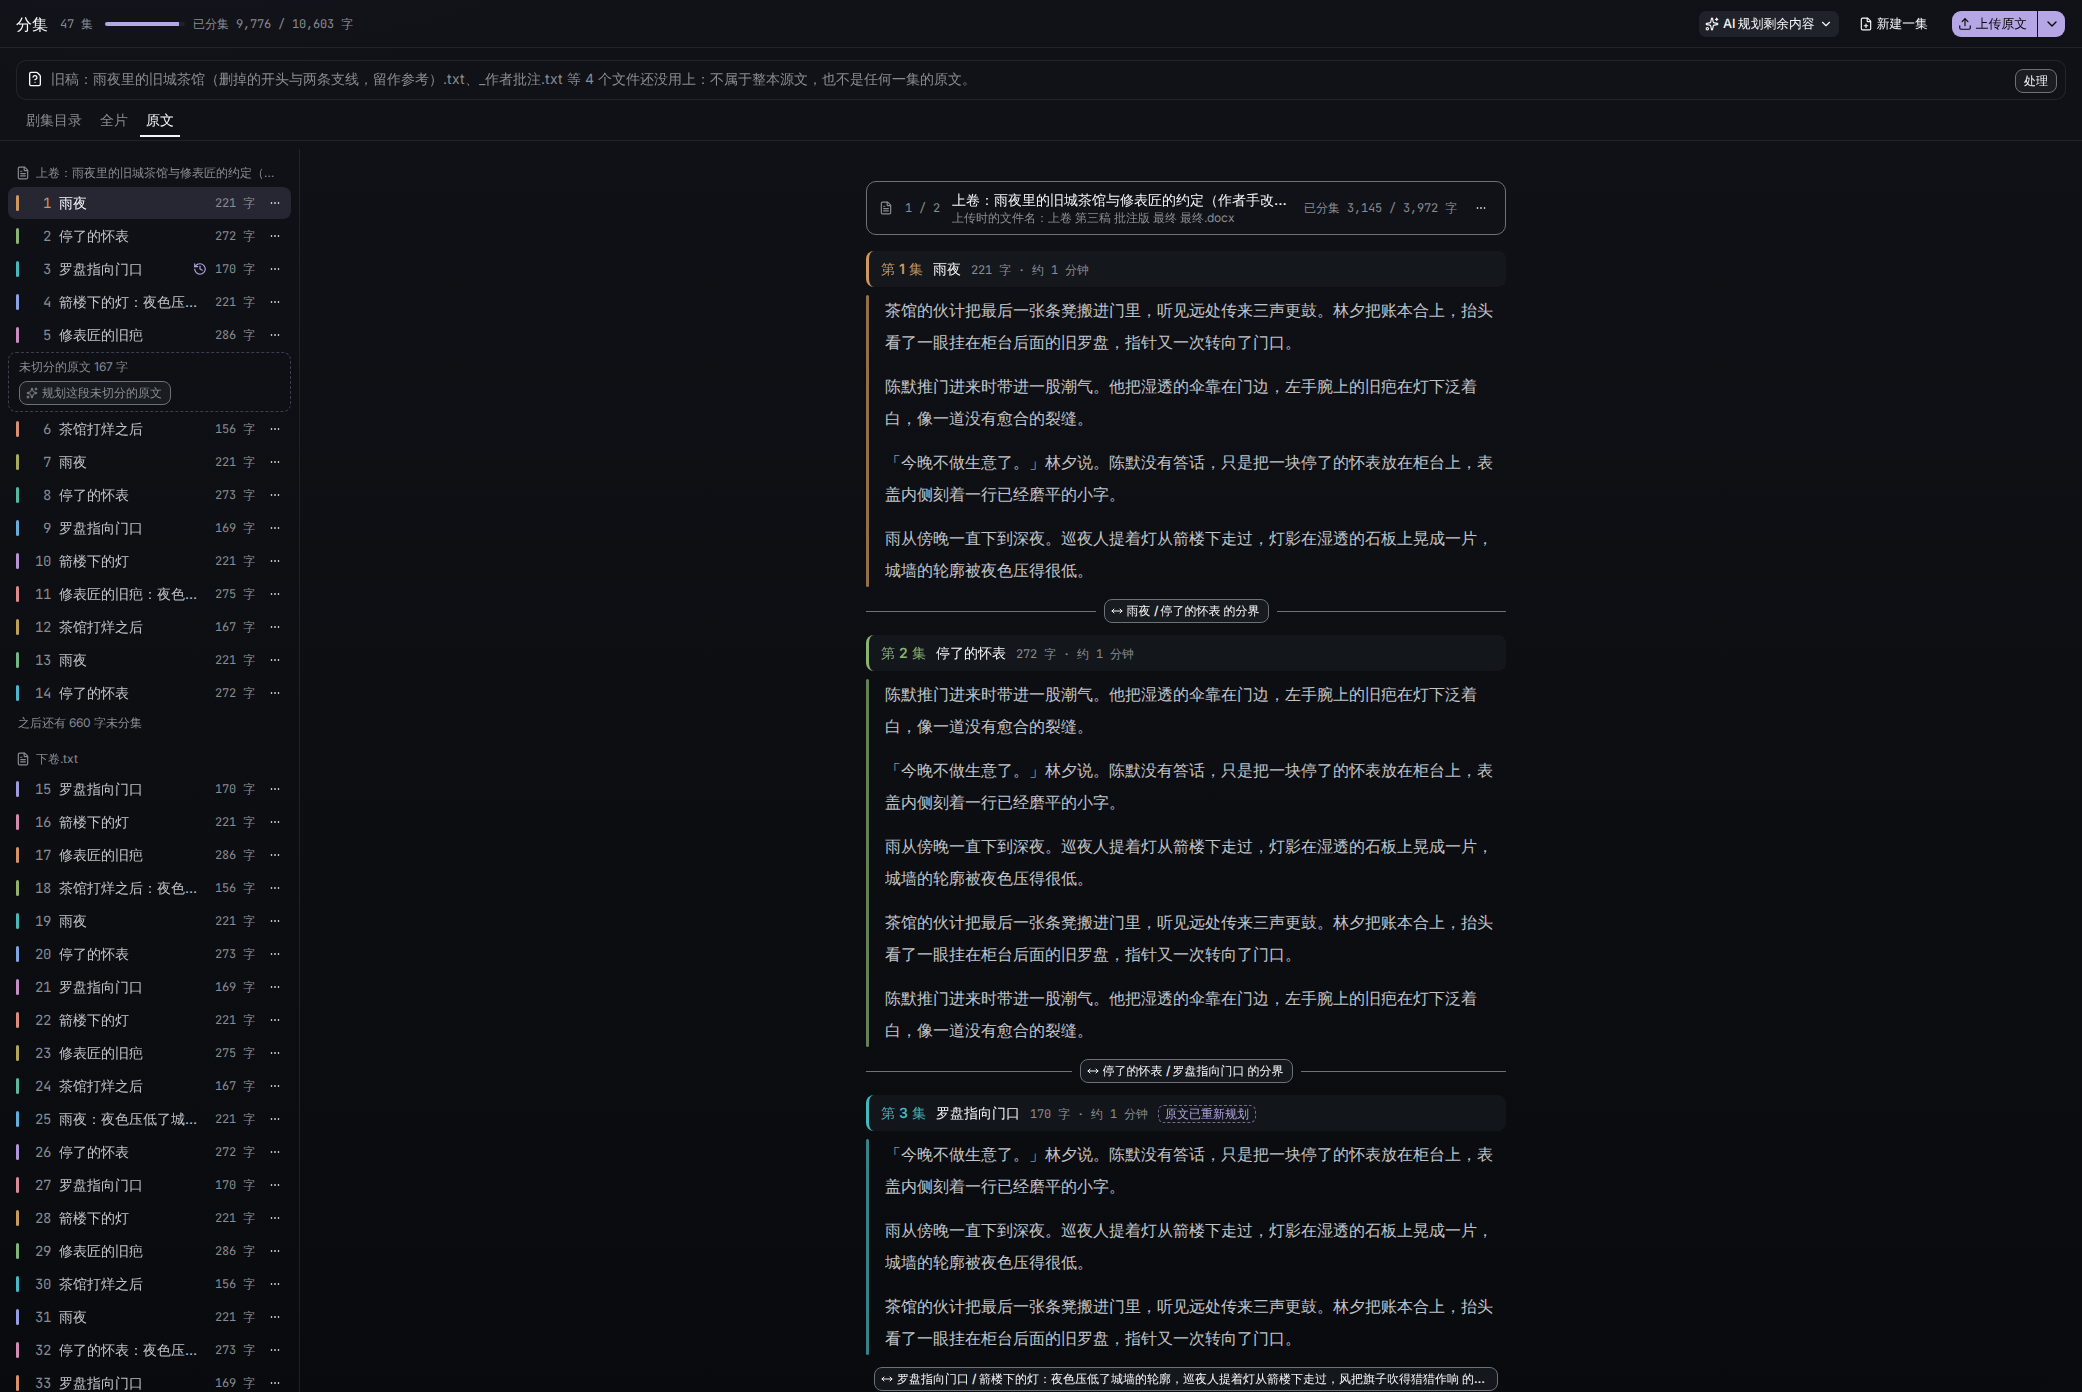 分集 47 集 已分集 9,776 / 10,603 字 AI 规划剩余内容 新建一集 上传原文
旧稿：雨夜里的旧城茶馆（删掉的开头与两条支线，留作参考）.txt、_作者批注.txt 等 4 个文件还没用上：不属于整本源文，也不是任何一集的原文。 处理
剧集目录 全片 原文
上卷：雨夜里的旧城茶馆与修表匠的约定（...
1 雨夜 221 字 ...
2 停了的怀表 272 字 ...
3 罗盘指向门口 170 字 ...
4 箭楼下的灯：夜色压... 221 字 ...
5 修表匠的旧疤 286 字 ...
未切分的原文 167 字
规划这段未切分的原文
6 茶馆打烊之后 156 字 ...
7 雨夜 221 字 ...
8 停了的怀表 273 字 ...
9 罗盘指向门口 169 字 ...
10 箭楼下的灯 221 字 ...
11 修表匠的旧疤：夜色... 275 字 ...
12 茶馆打烊之后 167 字 ...
13 雨夜 221 字 ...
14 停了的怀表 272 字 ...
之后还有 660 字未分集
下卷.txt
15 罗盘指向门口 170 字 ...
16 箭楼下的灯 221 字 ...
17 修表匠的旧疤 286 字 ...
18 茶馆打烊之后：夜色... 156 字 ...
19 雨夜 221 字 ...
20 停了的怀表 273 字 ...
21 罗盘指向门口 169 字 ...
22 箭楼下的灯 221 字 ...
23 修表匠的旧疤 275 字 ...
24 茶馆打烊之后 167 字 ...
25 雨夜：夜色压低了城... 221 字 ...
26 停了的怀表 272 字 ...
27 罗盘指向门口 170 字 ...
28 箭楼下的灯 221 字 ...
29 修表匠的旧疤 286 字 ...
30 茶馆打烊之后 156 字 ...
31 雨夜 221 字 ...
32 停了的怀表：夜色压... 273 字 ...
33 罗盘指向门口 169 字 ...
1 / 2 上卷：雨夜里的旧城茶馆与修表匠的约定（作者手改... 已分集 3,145 / 3,972 字 ...
上传时的文件名：上卷 第三稿 批注版 最终 最终.docx
第 1 集 雨夜 221 字 · 约 1 分钟
茶馆的伙计把最后一张条凳搬进门里，听见远处传来三声更鼓。林夕把账本合上，抬头
看了一眼挂在柜台后面的旧罗盘，指针又一次转向了门口。
陈默推门进来时带进一股潮气。他把湿透的伞靠在门边，左手腕上的旧疤在灯下泛着
白，像一道没有愈合的裂缝。
「今晚不做生意了。」林夕说。陈默没有答话，只是把一块停了的怀表放在柜台上，表
盖内侧刻着一行已经磨平的小字。
雨从傍晚一直下到深夜。巡夜人提着灯从箭楼下走过，灯影在湿透的石板上晃成一片，
城墙的轮廓被夜色压得很低。
雨夜 / 停了的怀表 的分界
第 2 集 停了的怀表 272 字 · 约 1 分钟
陈默推门进来时带进一股潮气。他把湿透的伞靠在门边，左手腕上的旧疤在灯下泛着
白，像一道没有愈合的裂缝。
「今晚不做生意了。」林夕说。陈默没有答话，只是把一块停了的怀表放在柜台上，表
盖内侧刻着一行已经磨平的小字。
雨从傍晚一直下到深夜。巡夜人提着灯从箭楼下走过，灯影在湿透的石板上晃成一片，
城墙的轮廓被夜色压得很低。
茶馆的伙计把最后一张条凳搬进门里，听见远处传来三声更鼓。林夕把账本合上，抬头
看了一眼挂在柜台后面的旧罗盘，指针又一次转向了门口。
陈默推门进来时带进一股潮气。他把湿透的伞靠在门边，左手腕上的旧疤在灯下泛着
白，像一道没有愈合的裂缝。
停了的怀表 / 罗盘指向门口 的分界
第 3 集 罗盘指向门口 170 字 · 约 1 分钟 原文已重新规划
「今晚不做生意了。」林夕说。陈默没有答话，只是把一块停了的怀表放在柜台上，表
盖内侧刻着一行已经磨平的小字。
雨从傍晚一直下到深夜。巡夜人提着灯从箭楼下走过，灯影在湿透的石板上晃成一片，
城墙的轮廓被夜色压得很低。
茶馆的伙计把最后一张条凳搬进门里，听见远处传来三声更鼓。林夕把账本合上，抬头
看了一眼挂在柜台后面的旧罗盘，指针又一次转向了门口。
罗盘指向门口 / 箭楼下的灯：夜色压低了城墙的轮廓，巡夜人提着灯从箭楼下走过，风把旗子吹得猎猎作响 的...